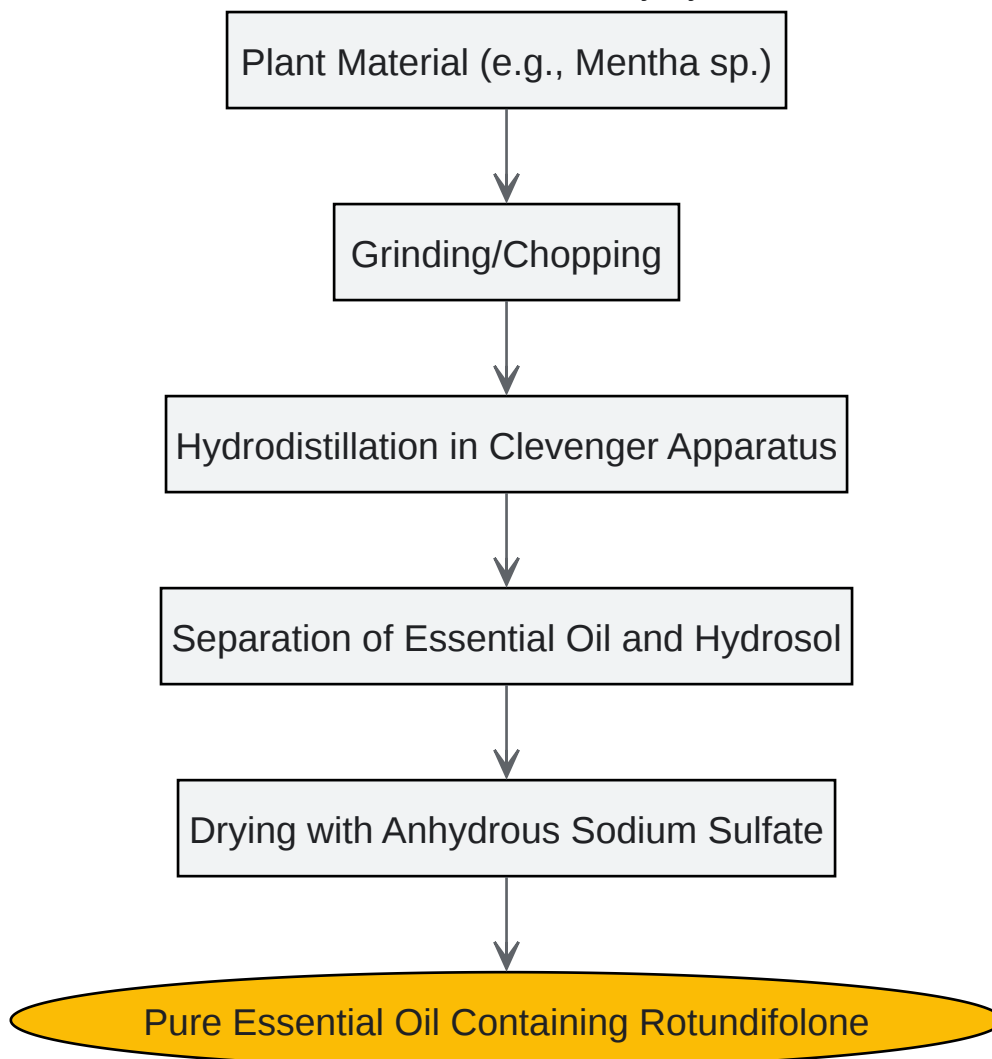 Plant Material (e.g., Mentha sp.)
Grinding/Chopping
Hydrodistillation in Clevenger Apparatus
Separation of Essential Oil and Hydrosol
Drying with Anhydrous Sodium Sulfate
Pure Essential Oil Containing Rotundifolone